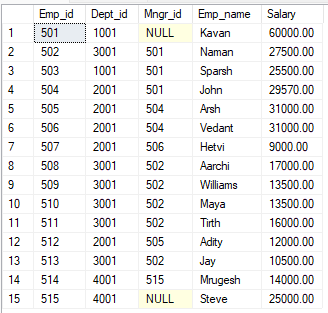 Emp_id Dept_id Mngr_id Emp_name Salary
1 501 1001 NULL Kavan 60000.00
2 502 3001 501 Naman 27500.00
3 503 1001 501 Sparsh 25500.00
4 504 2001 501 John 29570.00
5 505 2001 504 Arsh 31000.00
6 506 2001 504 Vedant 31000.00
7 507 2001 506 Hetvi 9000.00
8 508 3001 502 Aarchi 17000.00
9 509 3001 502 Williams 13500.00
10 510 3001 502 Maya 13500.00
11 511 3001 502 Tirth 16000.00
12 512 2001 505 Adity 12000.00
13 513 3001 502 Jay 10500.00
14 514 4001 515 Mrugesh 14000.00
15 515 4001 NULL Steve 25000.00